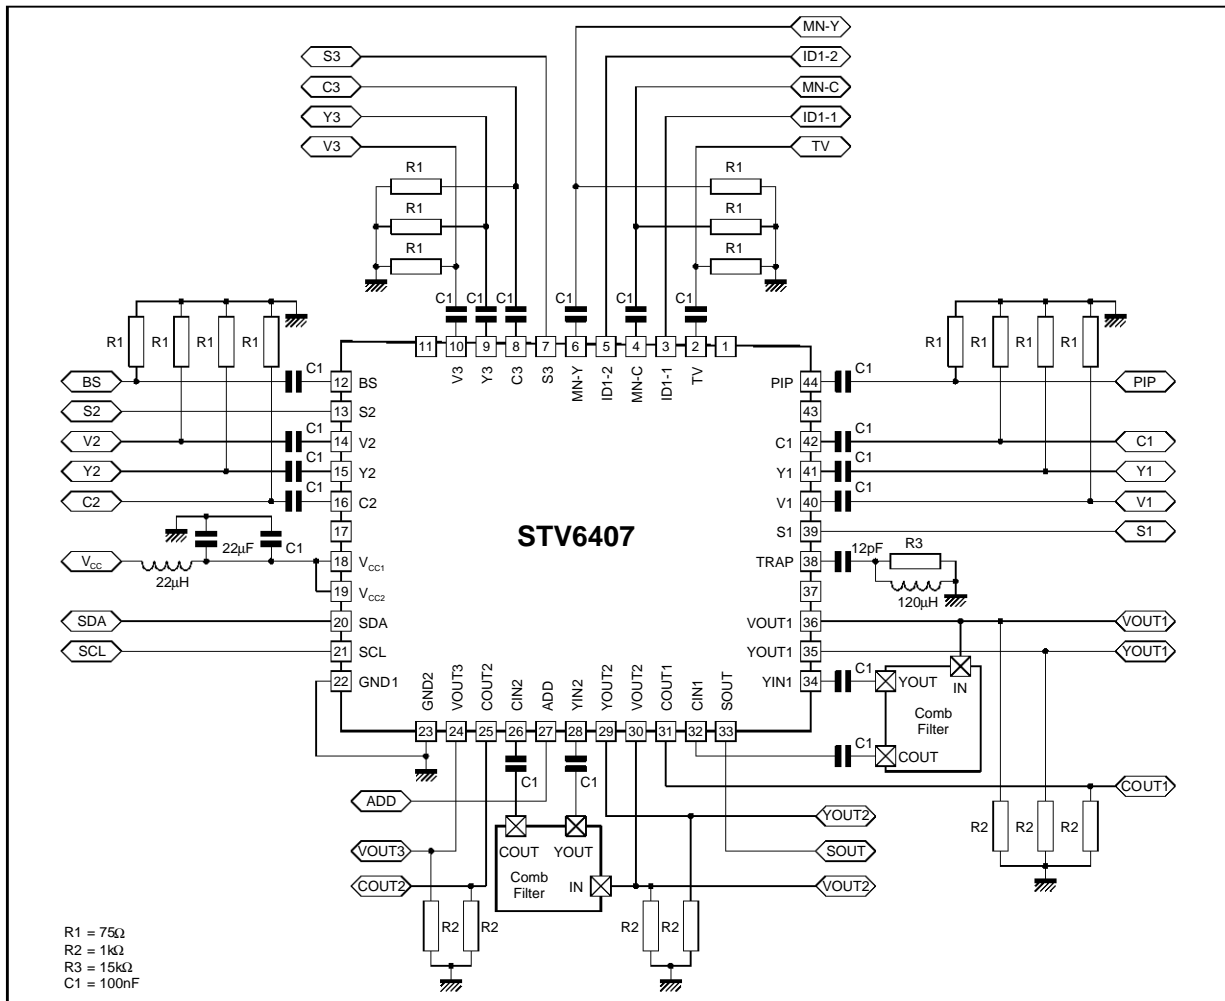 MN-Y
S3
ID1-2
C3
MN-C
Y3
ID1-1
V3
TV
R1
R1
R1
R1
R1
R1
C1
C1
C1
C1
C1
C1
R1
R1
R1
R1
R1
R1
R1
R1
11
10
9
8
7
6
5
4
3
2
1
V3
Y3
C3
S3
MN-Y
ID1-2
MN-C
ID1-1
TV
BS
C1
12
BS
PIP
44
C1
PIP
S2
13
S2
43
V2
C1
14
V2
C1
42
C1
C1
Y2
C1
15
Y2
Y1
41
C1
Y1
C2
C1
16
C2
V1
40
C1
V1
17
STV6407
S1
39
S1
22µF
C1
VCC
22µH
18
VCC1
TRAP
38
12pF
R3
120µH
19
VCC2
37
SDA
20
SDA
VOUT1
36
VOUT1
SCL
21
SCL
YOUT1
35
YOUT1
22
GND1
YIN1
34
C1
YOUT
IN
Comb
Filter
C1
COUT
GND2
VOUT3
COUT2
CIN2
ADD
YIN2
YOUT2
VOUT2
COUT1
CIN1
SOUT
23
24
25
26
27
28
29
30
31
32
33
C1
C1
COUT1
ADD
YOUT2
R2
R2
R2
VOUT3
COUT
YOUT
SOUT
Comb
Filter
IN
COUT2
VOUT2
R2
R2
R2
R2
R1 = 75Ω
R2 = 1kΩ
R3 = 15kΩ
C1 = 100nF